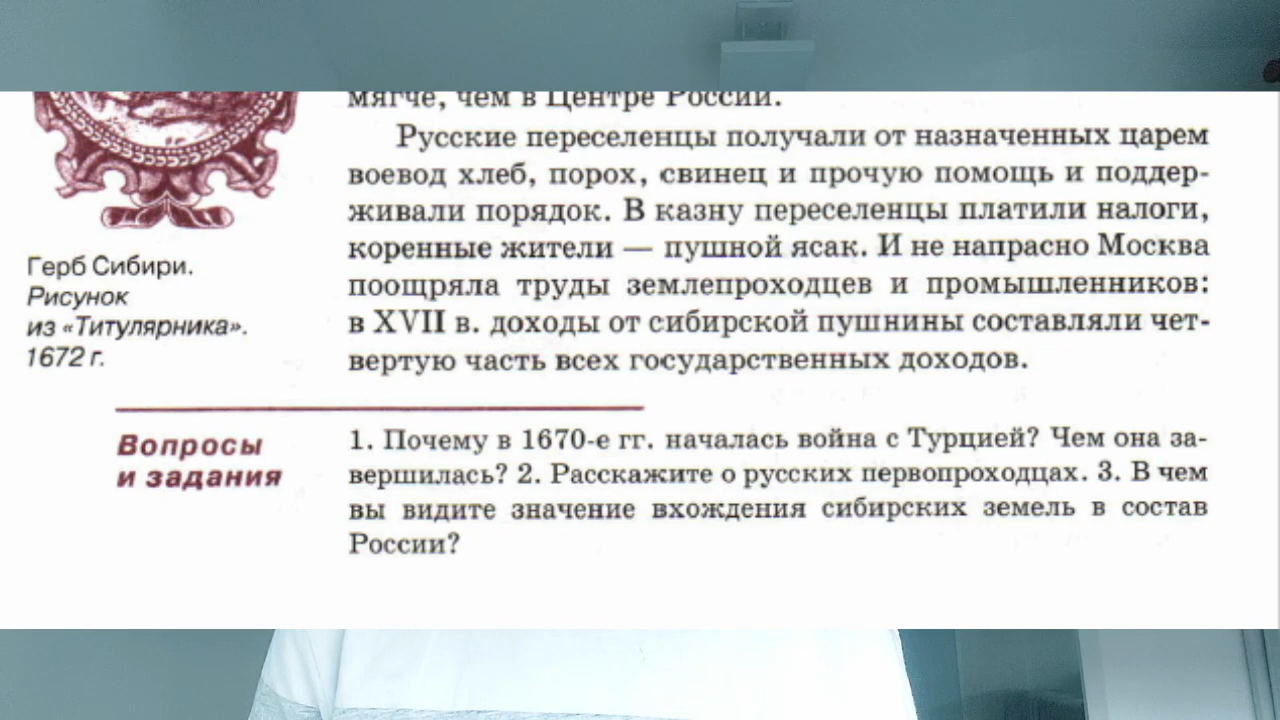 мягче, чем в Центре России.
Русские переселенцы получали от назначенных царем
воевод хлеб, порох, свинец и прочую помощь и поддер-
живали порядок. В казну переселенцы платили налоги,
коренные жители — пушной ясак. И не напрасно Москва
поощряла труды землепроходцев и промышленников:
в XVII в. доходы от сибирской пушнины составляли чет-
вертую часть всех государственных доходов.
Герб Сибири.
Рисунок
из «Титулярника».
1672 г.
Вопросы
и задания
1. Почему в 1670-е гг. началась война с Турцией? Чем она за-
вершилась? 2. Расскажите о русских первопроходцах. 3. В чем
вы видите значение вхождения сибирских земель в состав
России?